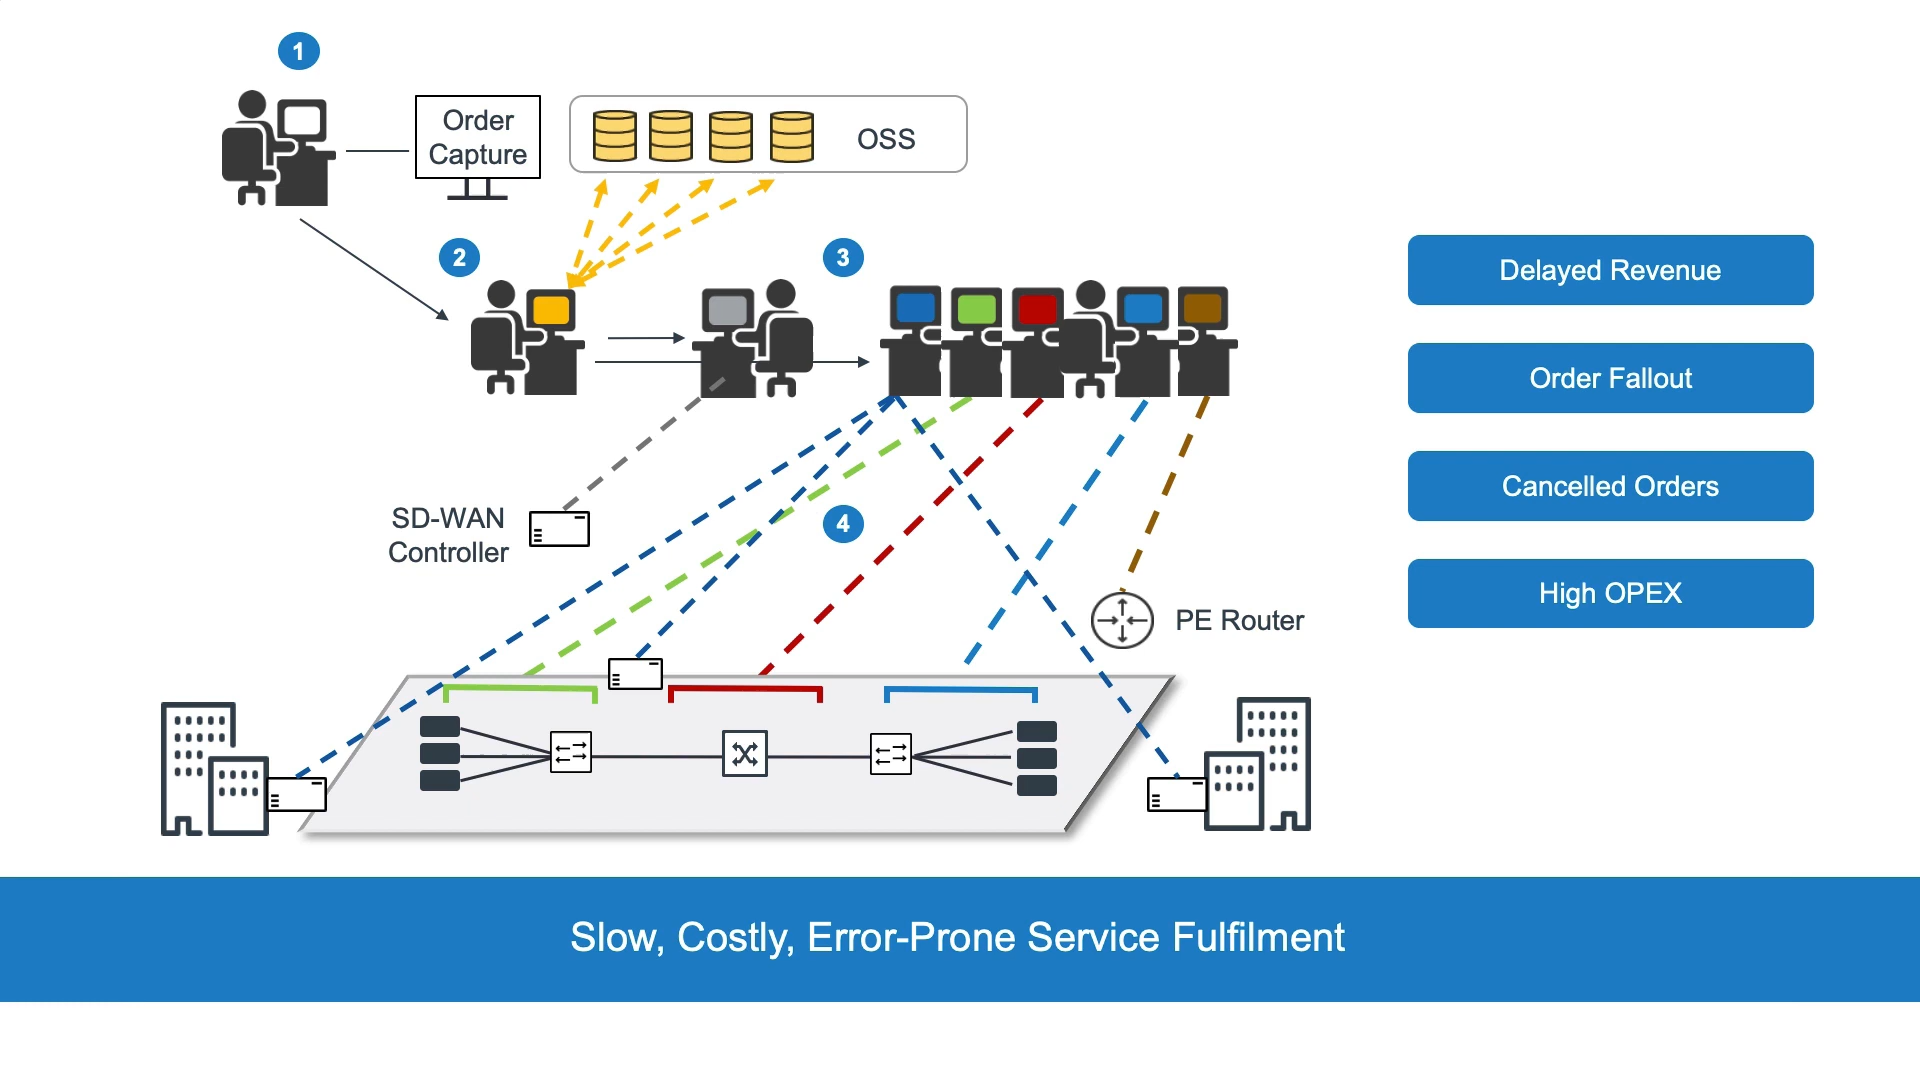 1
Order
Capture
OSS
2
3
Delayed Revenue
Order Fallout
Cancelled Orders
High OPEX
SD-WAN
Controller
4
PE Router
Slow, Costly, Error-Prone Service Fulfilment